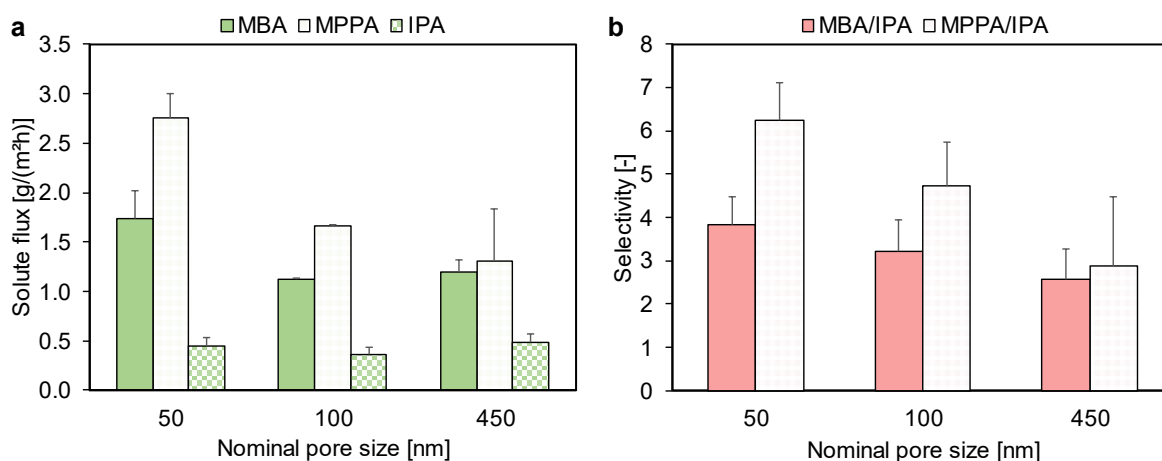 a
MBA MPPA IPA
3.5
3.0
2.5
2.0
1.5
1.0
0.5
0.0
Solute flux [g/(m²h)]
50 100 450
Nominal pore size [nm]
b
MBA/IPA MPPA/IPA
8
7
6
5
4
3
2
1
0
Selectivity [-]
50 100 450
Nominal pore size [nm]